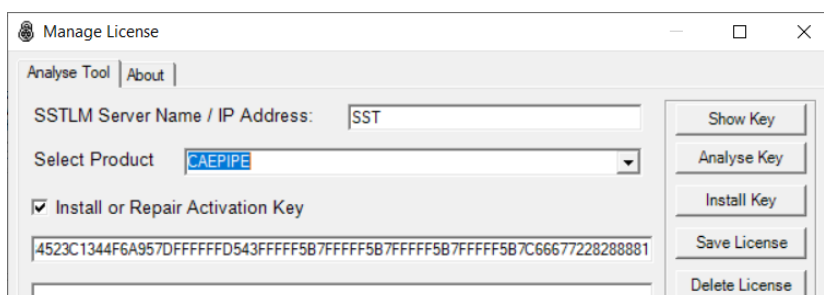 Manage License
Analyse Tool About
SSTLM Server Name / IP Address: SST
Show Key
Select Product CAEPIPE
Analyse Key
Install or Repair Activation Key
Install Key
4523C1344F6A957DFFFFFFD543FFFFF5B7FFFFF5B7FFFFF5B7FFFFF5B7C66677228288881
Save License
Delete License